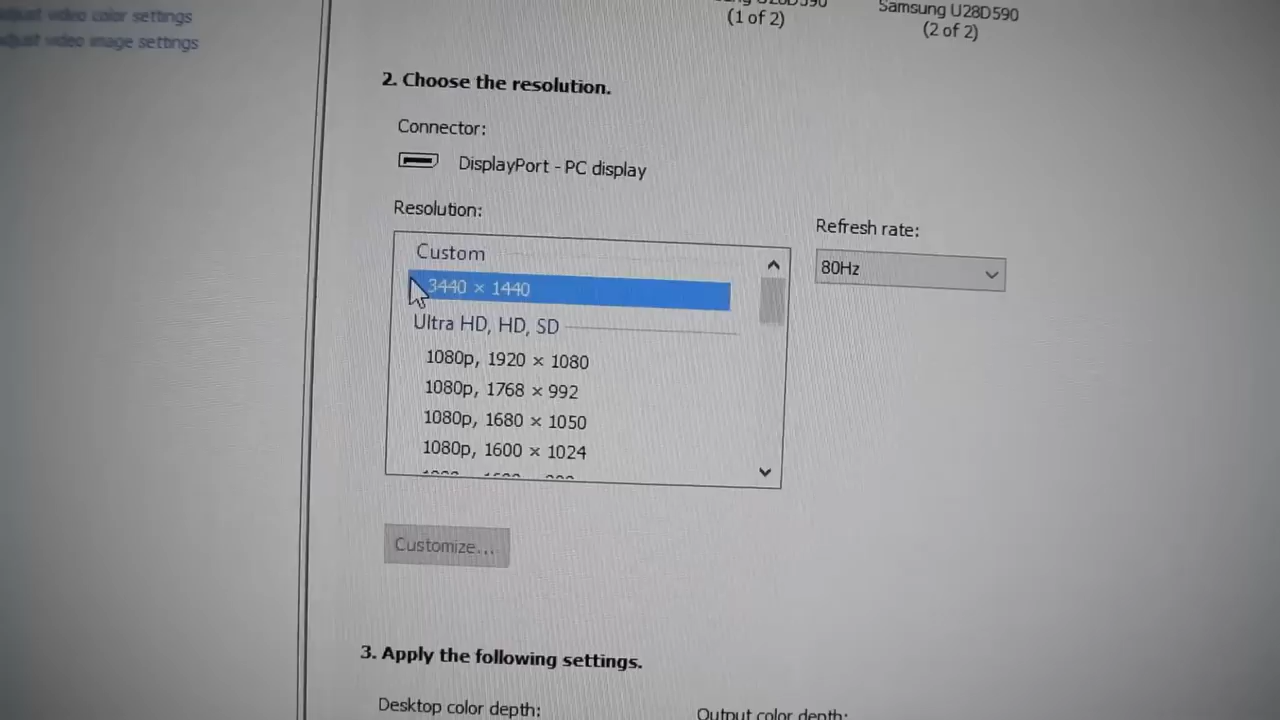 adjust video color settings
adjust video image settings
U28D590
(1 of 2)
Samsung U28D590
(2 of 2)
2. Choose the resolution.
Connector:
DisplayPort - PC display
Resolution:
Refresh rate:
Custom
80Hz
3440 × 1440
Ultra HD, HD, SD
1080p, 1920 × 1080
1080p, 1768 × 992
1080p, 1680 × 1050
1080p, 1600 × 1024
Customize...
3. Apply the following settings.
Desktop color depth:
Output color depth: